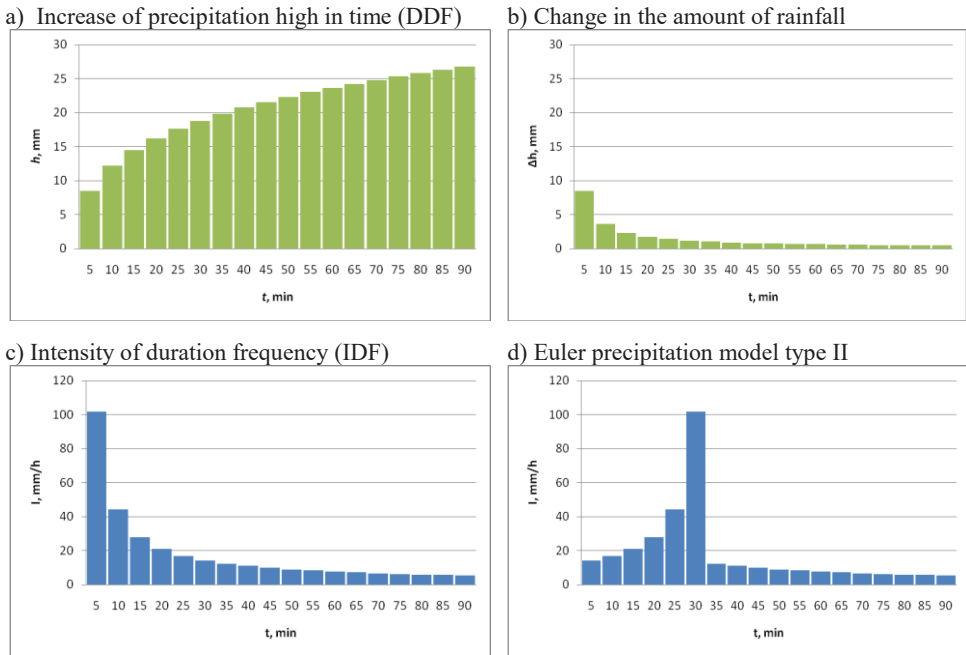 a) Increase of precipitation high in time (DDF)
30
25
20
15
10
5
0
h, mm
5 10 15 20 25 30 35 40 45 50 55 60 65 70 75 80 85 90
t, min
b) Change in the amount of rainfall
30
25
20
15
10
5
0
Δh, mm
5 10 15 20 25 30 35 40 45 50 55 60 65 70 75 80 85 90
t, min
c) Intensity of duration frequency (IDF)
120
100
80
60
40
20
0
I, mm/h
5 10 15 20 25 30 35 40 45 50 55 60 65 70 75 80 85 90
t, min
d) Euler precipitation model type II
120
100
80
60
40
20
0
I, mm/h
5 10 15 20 25 30 35 40 45 50 55 60 65 70 75 80 85 90
t, min